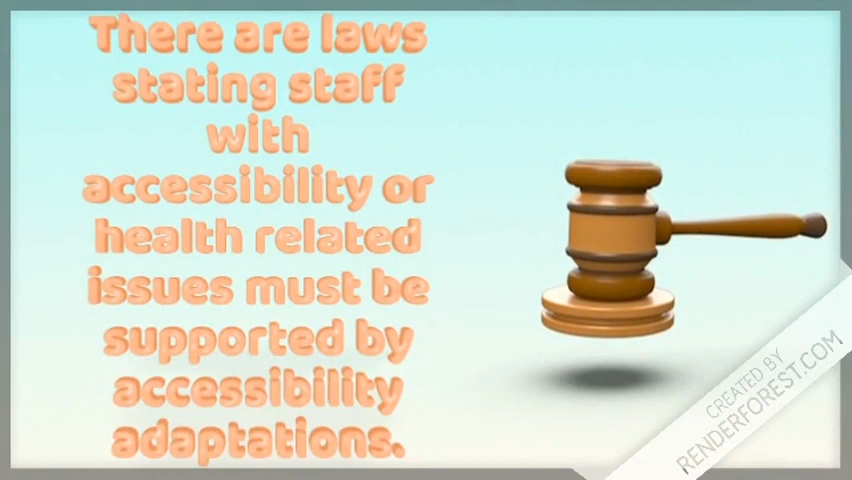 There are laws
stating staff
with
accessibility or
health related
issues must be
supported by
accessibility
adaptations.
CREATED BY
RENDERFOREST.COM